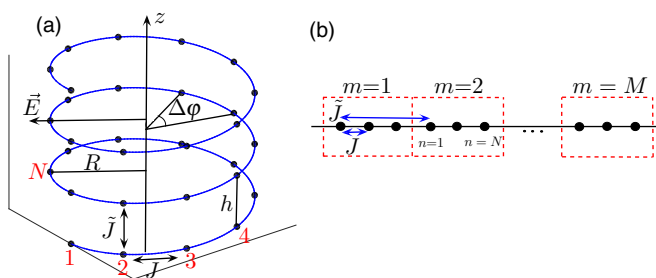 (a)
z
E⃗
Δφ
N
R
h
J̃
1
2
J
3
4
(b)
m=1
m=2
m = M
J̃
J
n=1
n = N
...